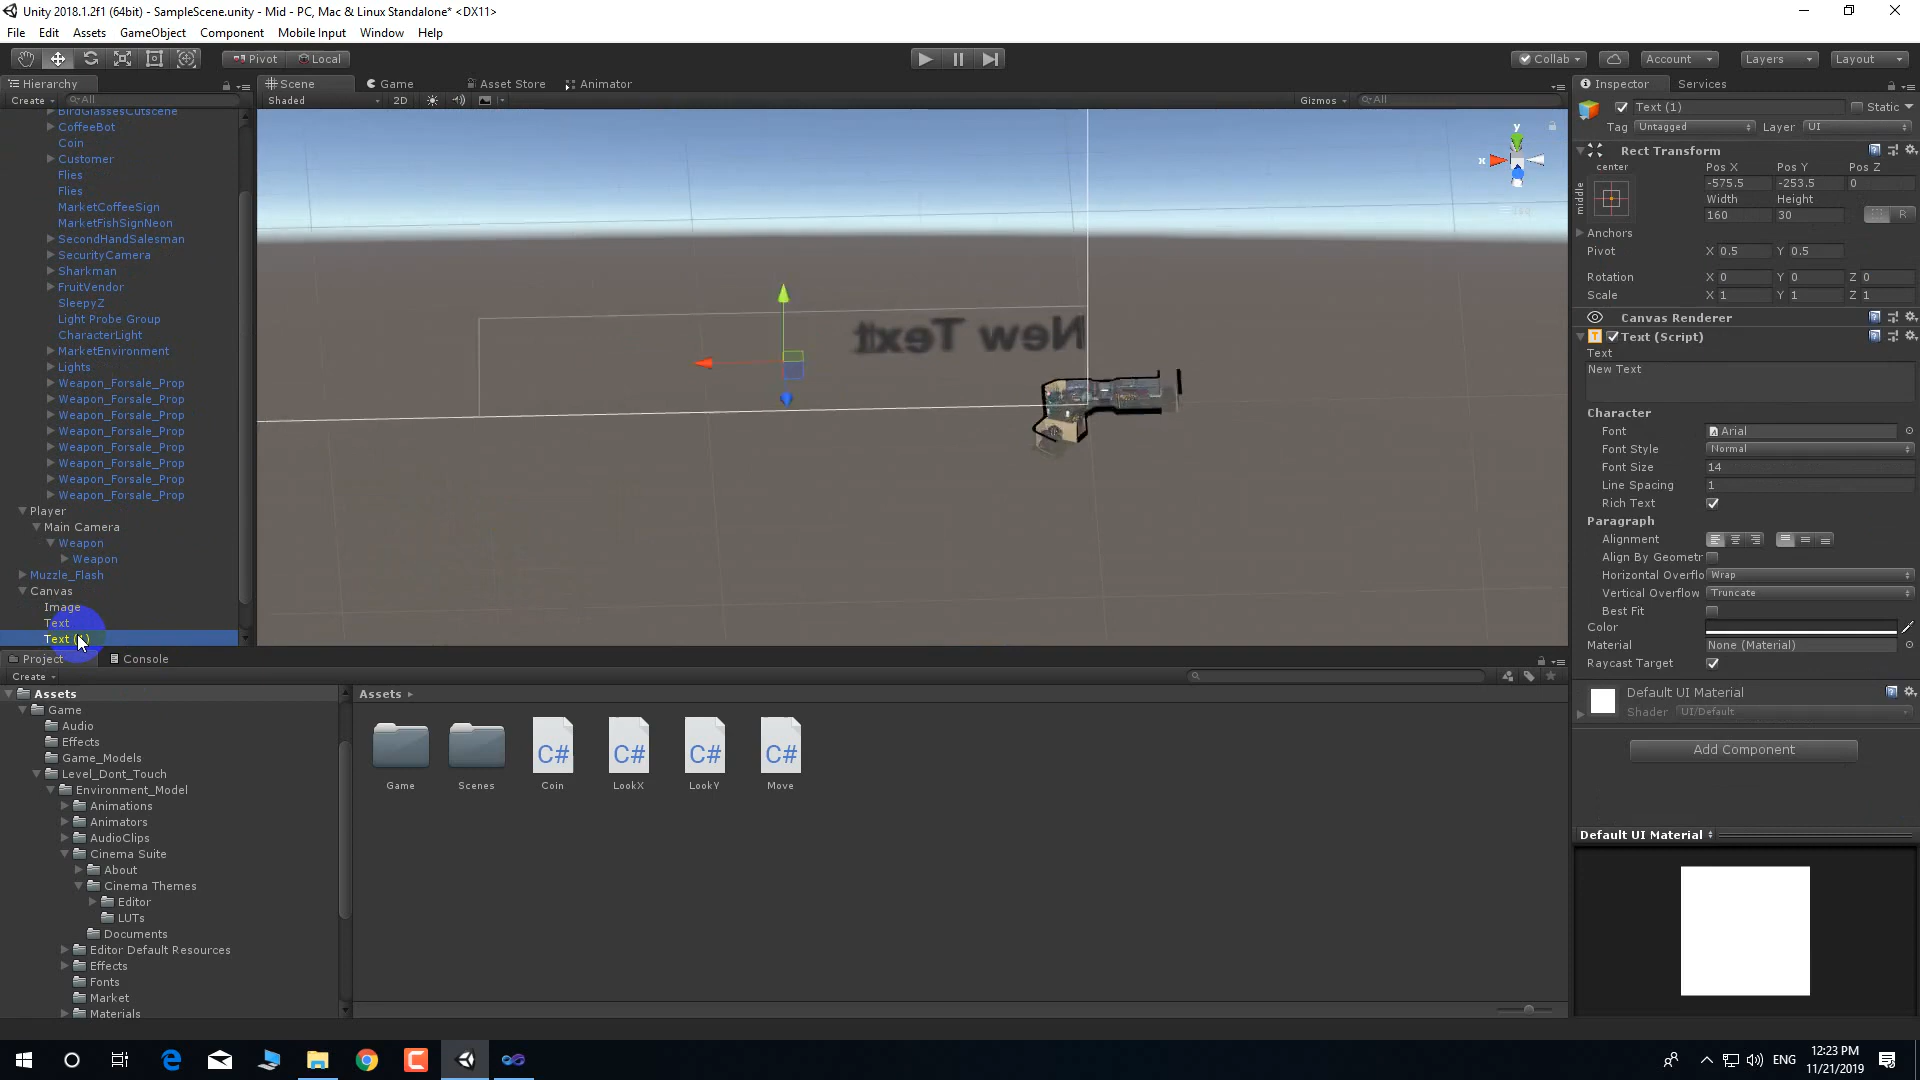 Unity 2018.1.2f1 (64bit) - SampleScene.unity - Mid - PC, Mac & Linux Standalone* <DX11>
File Edit Assets GameObject Component Mobile Input Window Help
Pivot Local Collab Account Layers Layout
Hierarchy
Create All
BirdGlassesCutscene
CoffeeBot
Coin
Customer
Flies
Flies
MarketCoffeeSign
MarketFishSignNeon
SecondHandSalesman
SecurityCamera
Sharkman
FruitVendor
SleepyZ
Light Probe Group
CharacterLight
MarketEnvironment
Lights
Weapon_Forsale_Prop
Weapon_Forsale_Prop
Weapon_Forsale_Prop
Weapon_Forsale_Prop
Weapon_Forsale_Prop
Weapon_Forsale_Prop
Weapon_Forsale_Prop
Weapon_Forsale_Prop
Player
Main Camera
Weapon
Weapon
Muzzle_Flash
Canvas
Image
Text
Text (1)
Scene Game Asset Store Animator
Shaded 2D Gizmos All
y
x
New Text
Inspector Services
Text (1) Static
Tag Untagged Layer UI
Rect Transform
center Pos X Pos Y Pos Z
middle -575.5 -253.5 0
Width Height
160 30 R
Anchors
Pivot X 0.5 Y 0.5
Rotation X 0 Y 0 Z 0
Scale X 1 Y 1 Z 1
Canvas Renderer
Text (Script)
Text
New Text
Character
Font Arial
Font Style Normal
Font Size 14
Line Spacing 1
Rich Text
Paragraph
Alignment
Align By Geometr
Horizontal Overflo Wrap
Vertical Overflow Truncate
Best Fit
Color
Material None (Material)
Raycast Target
Default UI Material
Shader UI/Default
Add Component
Default UI Material
Project Console
Create
Assets
Game
Audio
Effects
Game_Models
Level_Dont_Touch
Environment_Model
Animations
Animators
AudioClips
Cinema Suite
About
Cinema Themes
Editor
LUTs
Documents
Editor Default Resources
Effects
Fonts
Market
Materials
Assets
C# C# C# C#
Game Scenes Coin LookX LookY Move
ENG
12:23 PM
11/21/2019